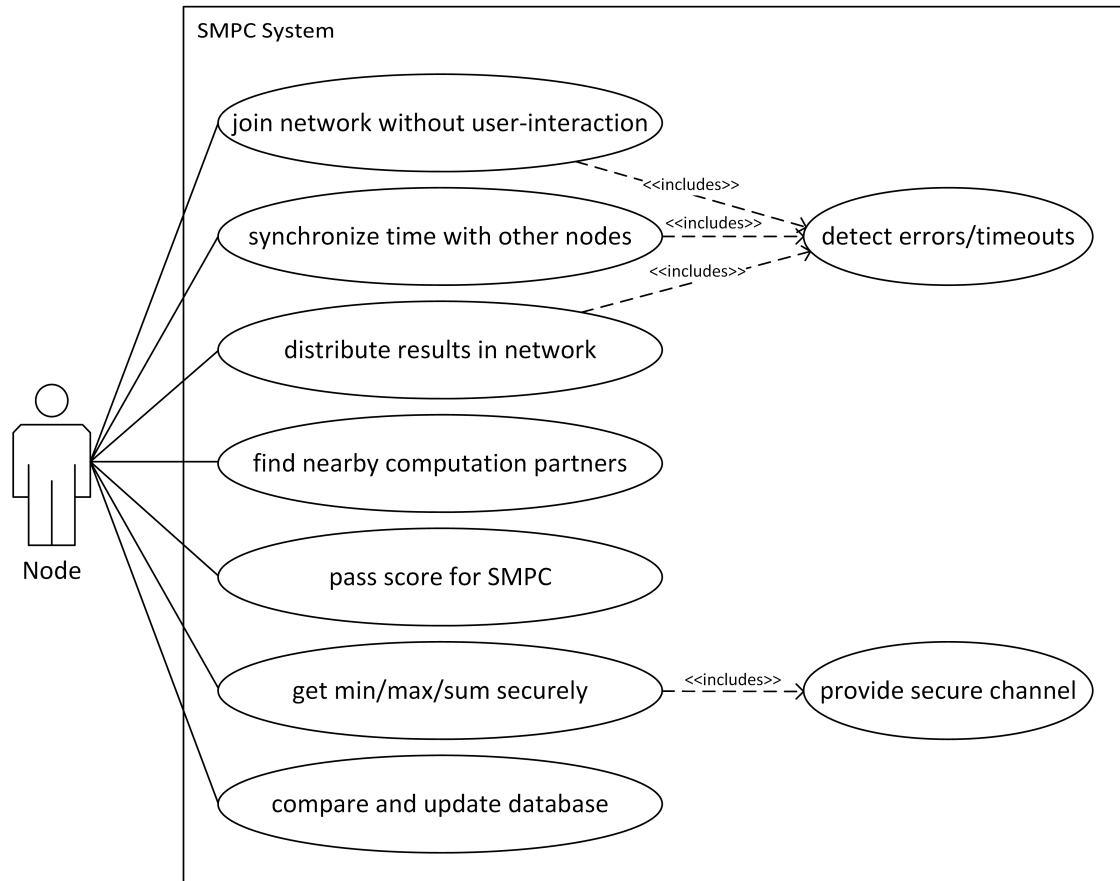 SMPC System
join network without user-interaction
<<includes>>
synchronize time with other nodes
<<includes>>
detect errors/timeouts
<<includes>>
distribute results in network
find nearby computation partners
Node
pass score for SMPC
get min/max/sum securely
<<includes>>
provide secure channel
compare and update database